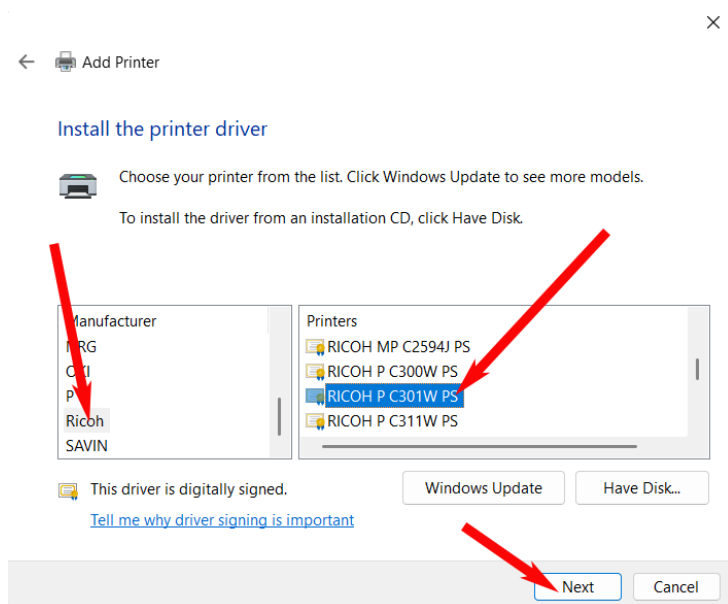 Add Printer
Install the printer driver
Choose your printer from the list. Click Windows Update to see more models.
To install the driver from an installation CD, click Have Disk.
Manufacturer
NRG
OKI
P
Ricoh
SAVIN
Printers
RICOH MP C2594J PS
RICOH P C300W PS
RICOH P C301W PS
RICOH P C311W PS
This driver is digitally signed.
Tell me why driver signing is important
Windows Update
Have Disk...
Next
Cancel